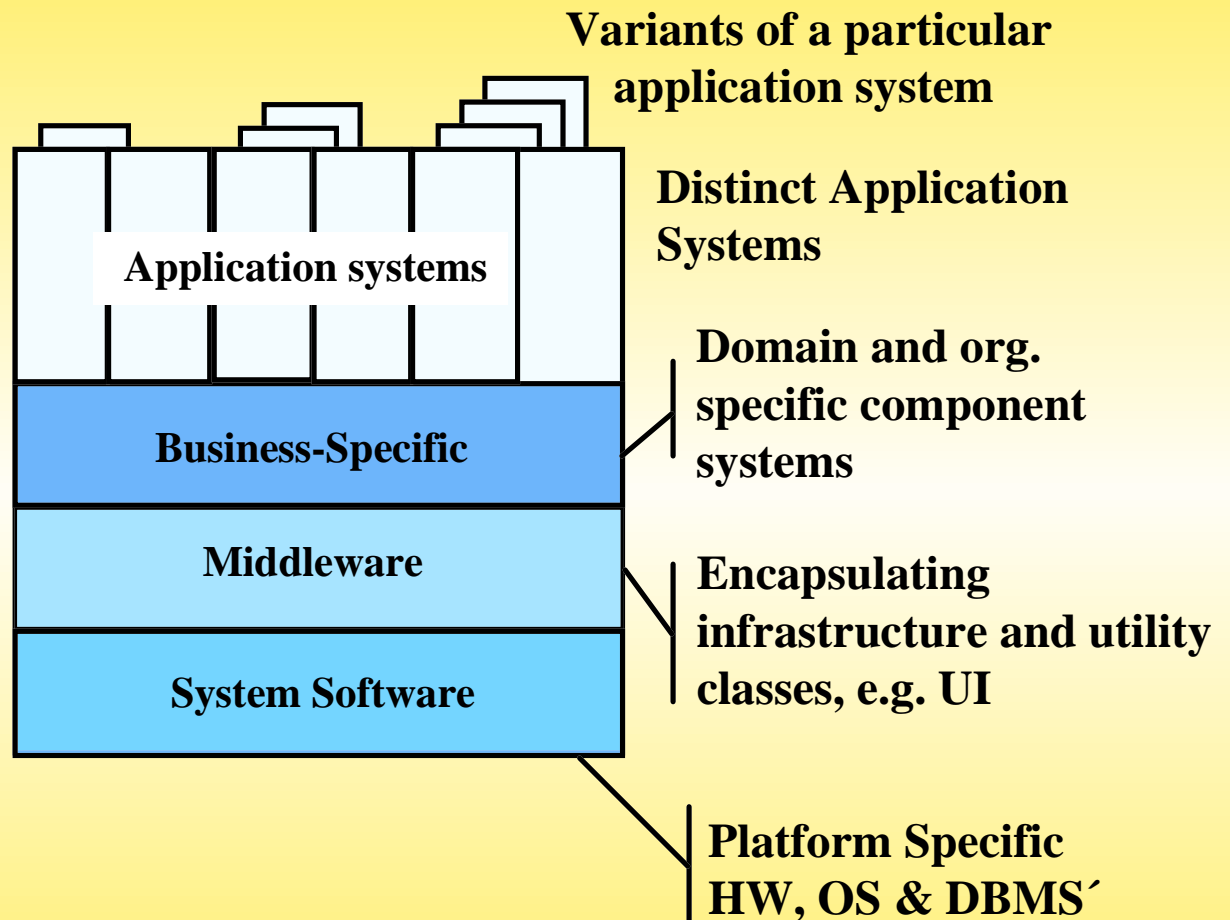 Variants of a particular
application system
Distinct Application
Systems
Application systems
Domain and org.
specific component
systems
Business-Specific
Middleware
Encapsulating
infrastructure and utility
classes, e.g. UI
System Software
Platform Specific
HW, OS & DBMS´